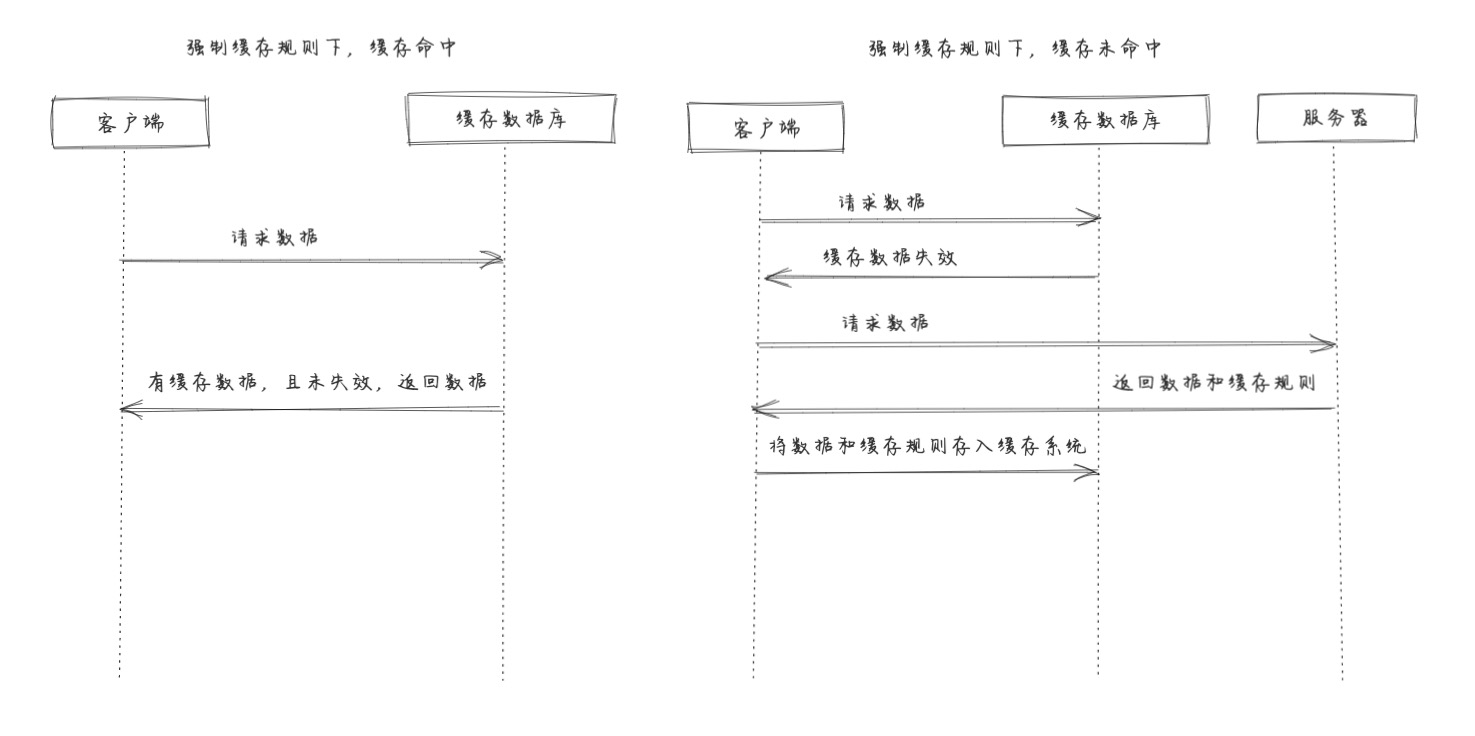 强制缓存规则下，缓存命中
客户端
缓存数据库
请求数据
有缓存数据，且未失效，返回数据
强制缓存规则下，缓存未命中
客户端
缓存数据库
服务器
请求数据
缓存数据失效
请求数据
返回数据和缓存规则
将数据和缓存规则存入缓存系统